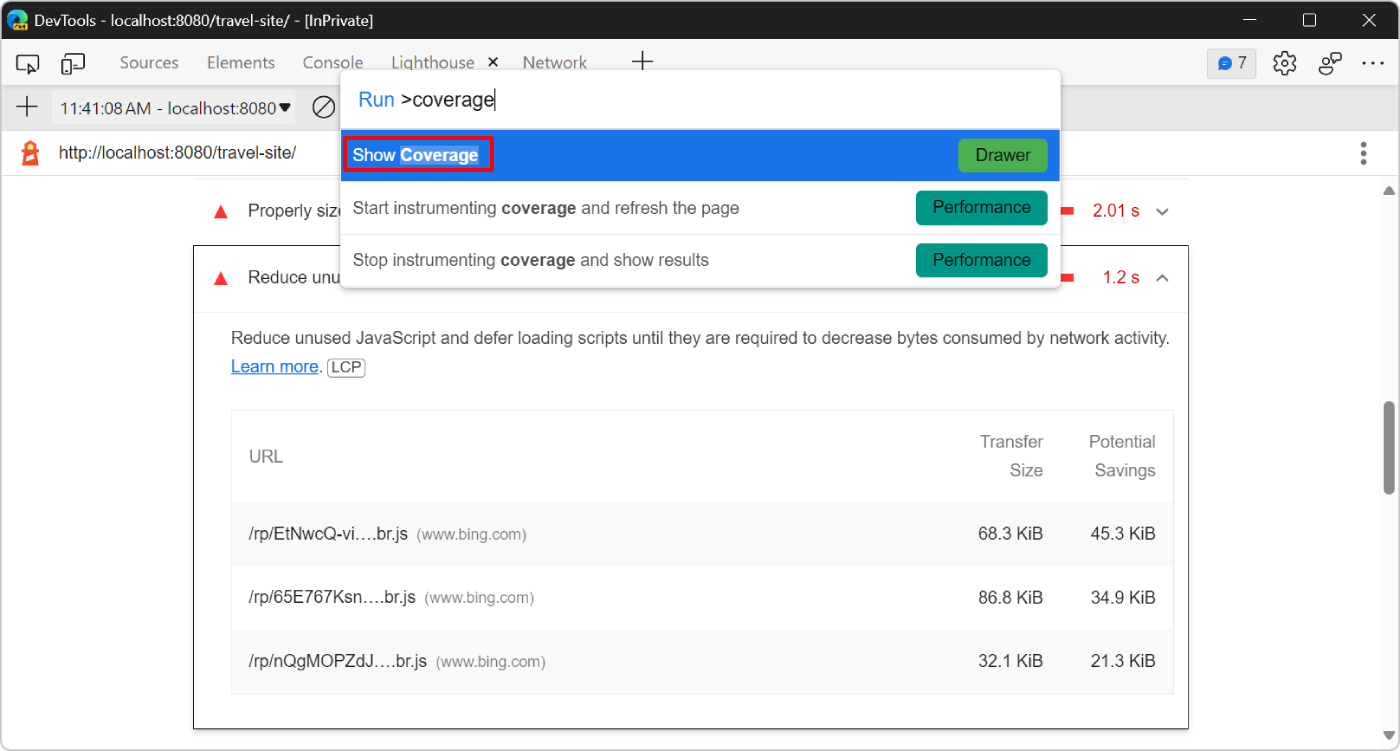 DevTools - localhost:8080/travel-site/ - [InPrivate]
Sources Elements Console Lighthouse Network 7
11:41:08 AM - localhost:8080
Run >coverage
http://localhost:8080/travel-site/
Show Coverage Drawer
Properly size 2.01 s
Start instrumenting coverage and refresh the page Performance
Stop instrumenting coverage and show results Performance
Reduce unu 1.2 s
Reduce unused JavaScript and defer loading scripts until they are required to decrease bytes consumed by network activity.
Learn more. LCP
URL Transfer Size Potential Savings
/rp/EtNwcQ-vi….br.js (www.bing.com) 68.3 KiB 45.3 KiB
/rp/65E767Ksn….br.js (www.bing.com) 86.8 KiB 34.9 KiB
/rp/nQgMOPZdJ….br.js (www.bing.com) 32.1 KiB 21.3 KiB